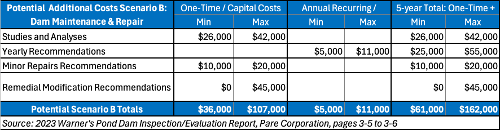 Potential Additional Costs Scenario B: One-Time / Capital Costs Annual Recurring / 5-year Total: One-Time +
Dam Maintenance & Repair Min Max Min Max Min Max
Studies and Analyses $26,000 $42,000 $26,000 $42,000
Yearly Recommendations $5,000 $11,000 $25,000 $55,000
Minor Repairs Recommendations $10,000 $20,000 $10,000 $20,000
Remedial Modification Recommendations $0 $45,000 $0 $45,000
Potential Scenario B Totals $36,000 $107,000 $5,000 $11,000 $61,000 $162,000
Source: 2023 Warner's Pond Dam Inspection/Evaluation Report, Pare Corporation, pages 3-5 to 3-6